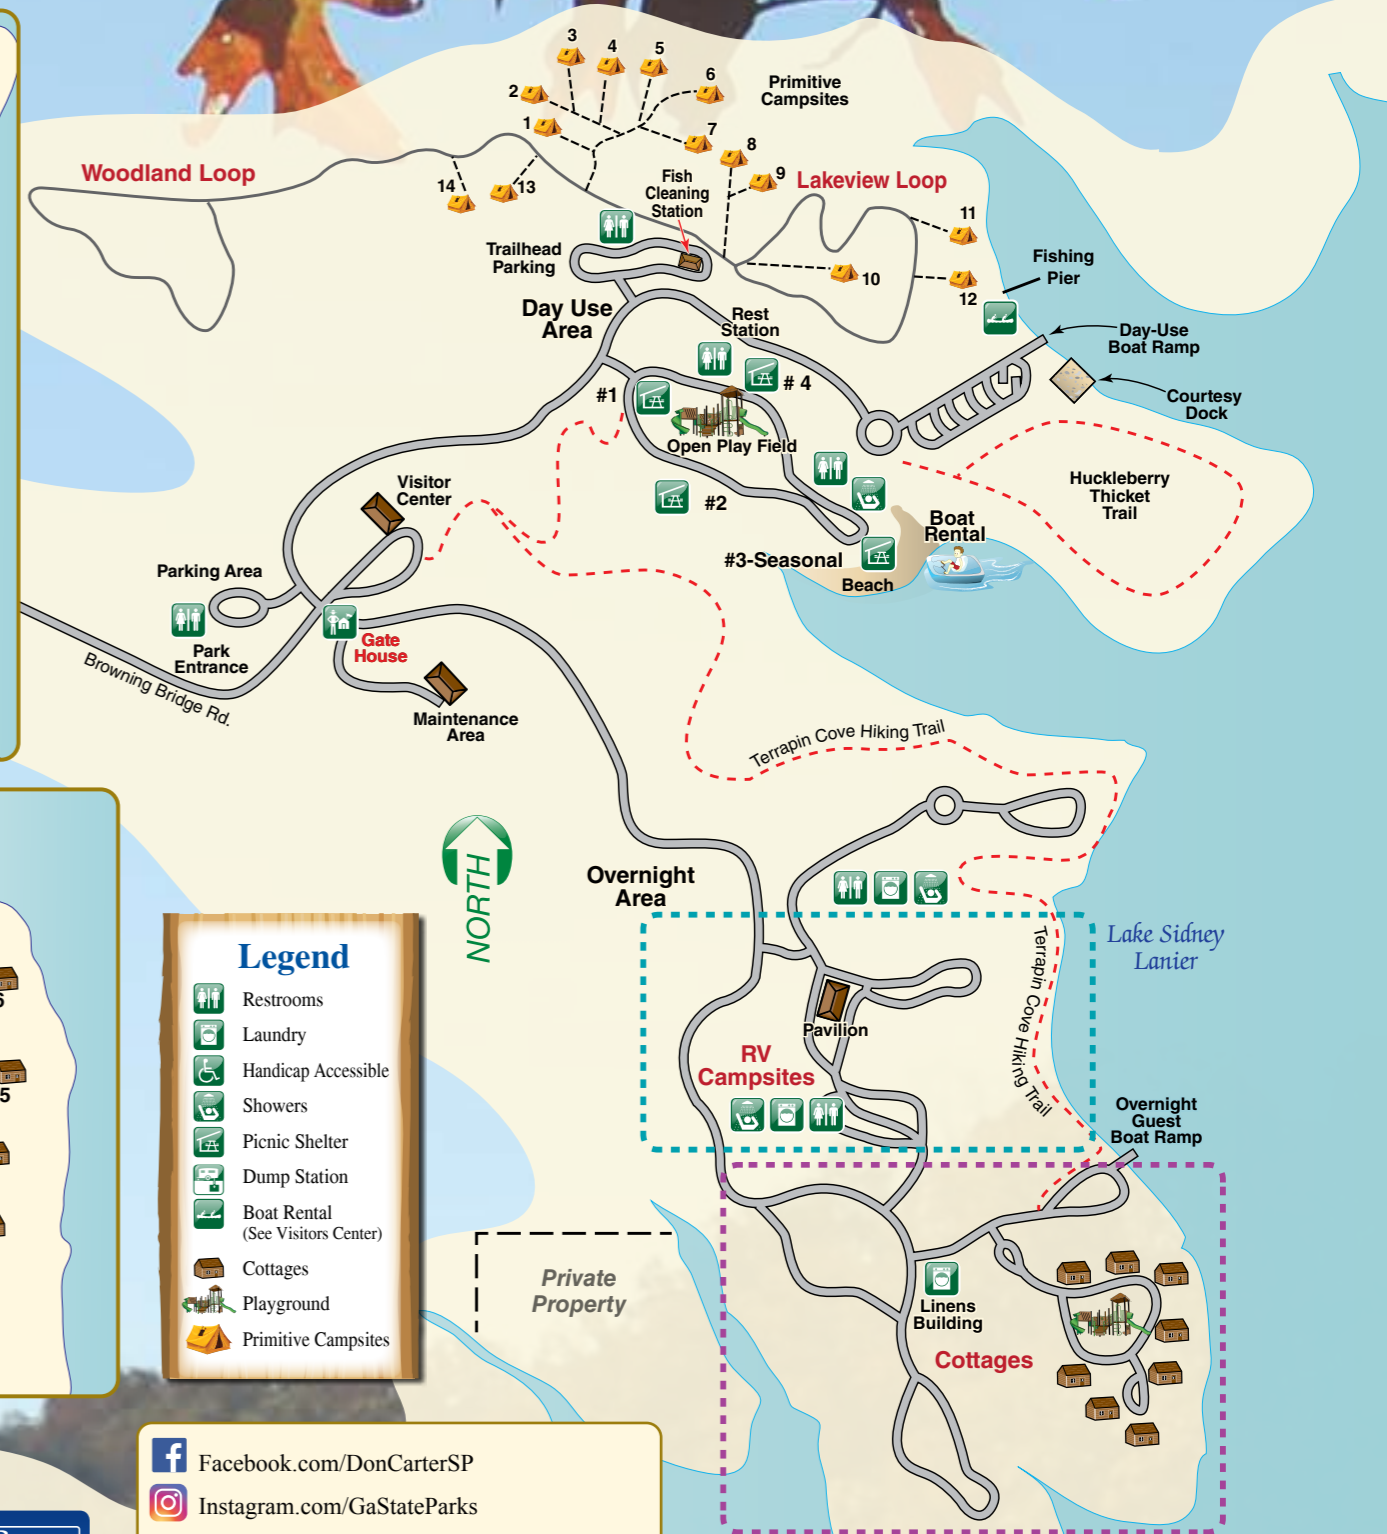 3
4
5
6
2
1
7
8
9
Primitive
Campsites
Woodland Loop
14
13
Fish
Cleaning
Station
Lakeview Loop
11
10
12
Fishing
Pier
Trailhead
Parking
Day Use
Area
Rest
Station
Day-Use
Boat Ramp
Courtesy
Dock
#1
# 4
Open Play Field
#2
Huckleberry
Thicket
Trail
Visitor
Center
Boat
Rental
#3-Seasonal
Beach
Parking Area
Park
Entrance
Gate
House
Browning Bridge Rd.
Maintenance
Area
Terrapin Cove Hiking Trail
NORTH
Overnight
Area
Lake Sidney
Lanier
Terrapin Cove Hiking Trail
Pavilion
RV
Campsites
Overnight
Guest
Boat Ramp
Private
Property
Linens
Building
Cottages
Legend
Restrooms
Laundry
Handicap Accessible
Showers
Picnic Shelter
Dump Station
Boat Rental
(See Visitors Center)
Cottages
Playground
Primitive Campsites
6
5
Facebook.com/DonCarterSP
Instagram.com/GaStateParks